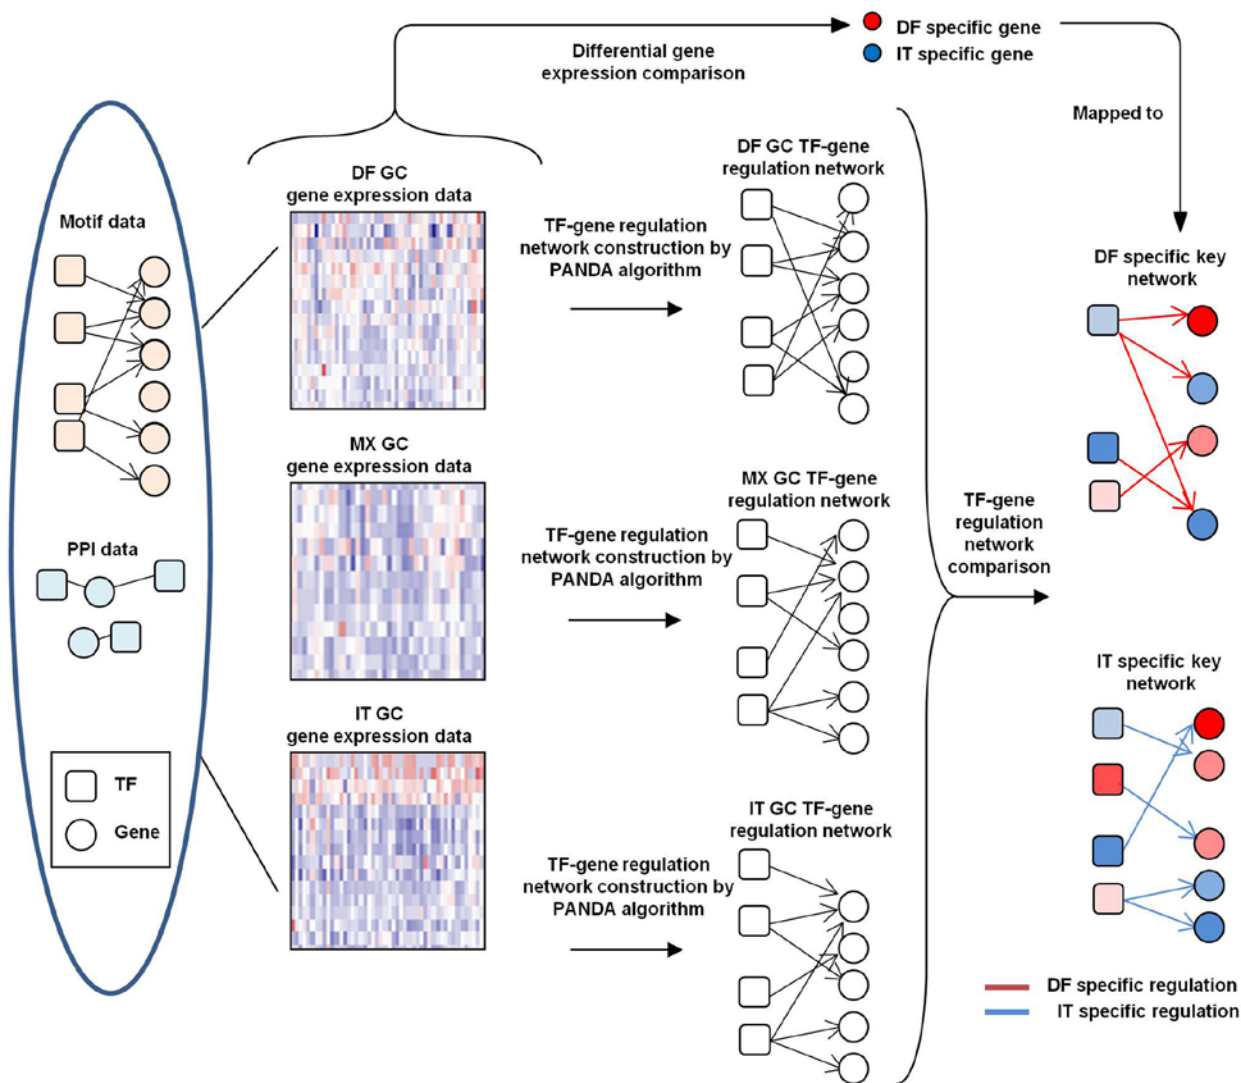 DF specific gene
IT specific gene
Differential gene
expression comparison
Mapped to
Motif data
PPI data
TF
Gene
DF GC
gene expression data
TF-gene regulation
network construction by
PANDA algorithm
DF GC TF-gene
regulation network
MX GC
gene expression data
TF-gene regulation
network construction by
PANDA algorithm
MX GC TF-gene
regulation network
IT GC
gene expression data
TF-gene regulation
network construction by
PANDA algorithm
IT GC TF-gene
regulation network
TF-gene
regulation
network
comparison
DF specific key
network
IT specific key
network
DF specific regulation
IT specific regulation